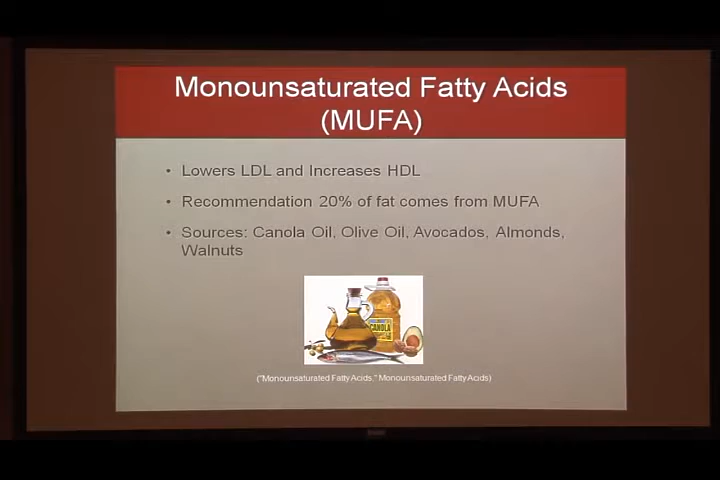 Monounsaturated Fatty Acids
(MUFA)
• Lowers LDL and Increases HDL
• Recommendation 20% of fat comes from MUFA
• Sources: Canola Oil, Olive Oil, Avocados, Almonds,
Walnuts
CANOLA
("Monounsaturated Fatty Acids," Monounsaturated Fatty Acids)